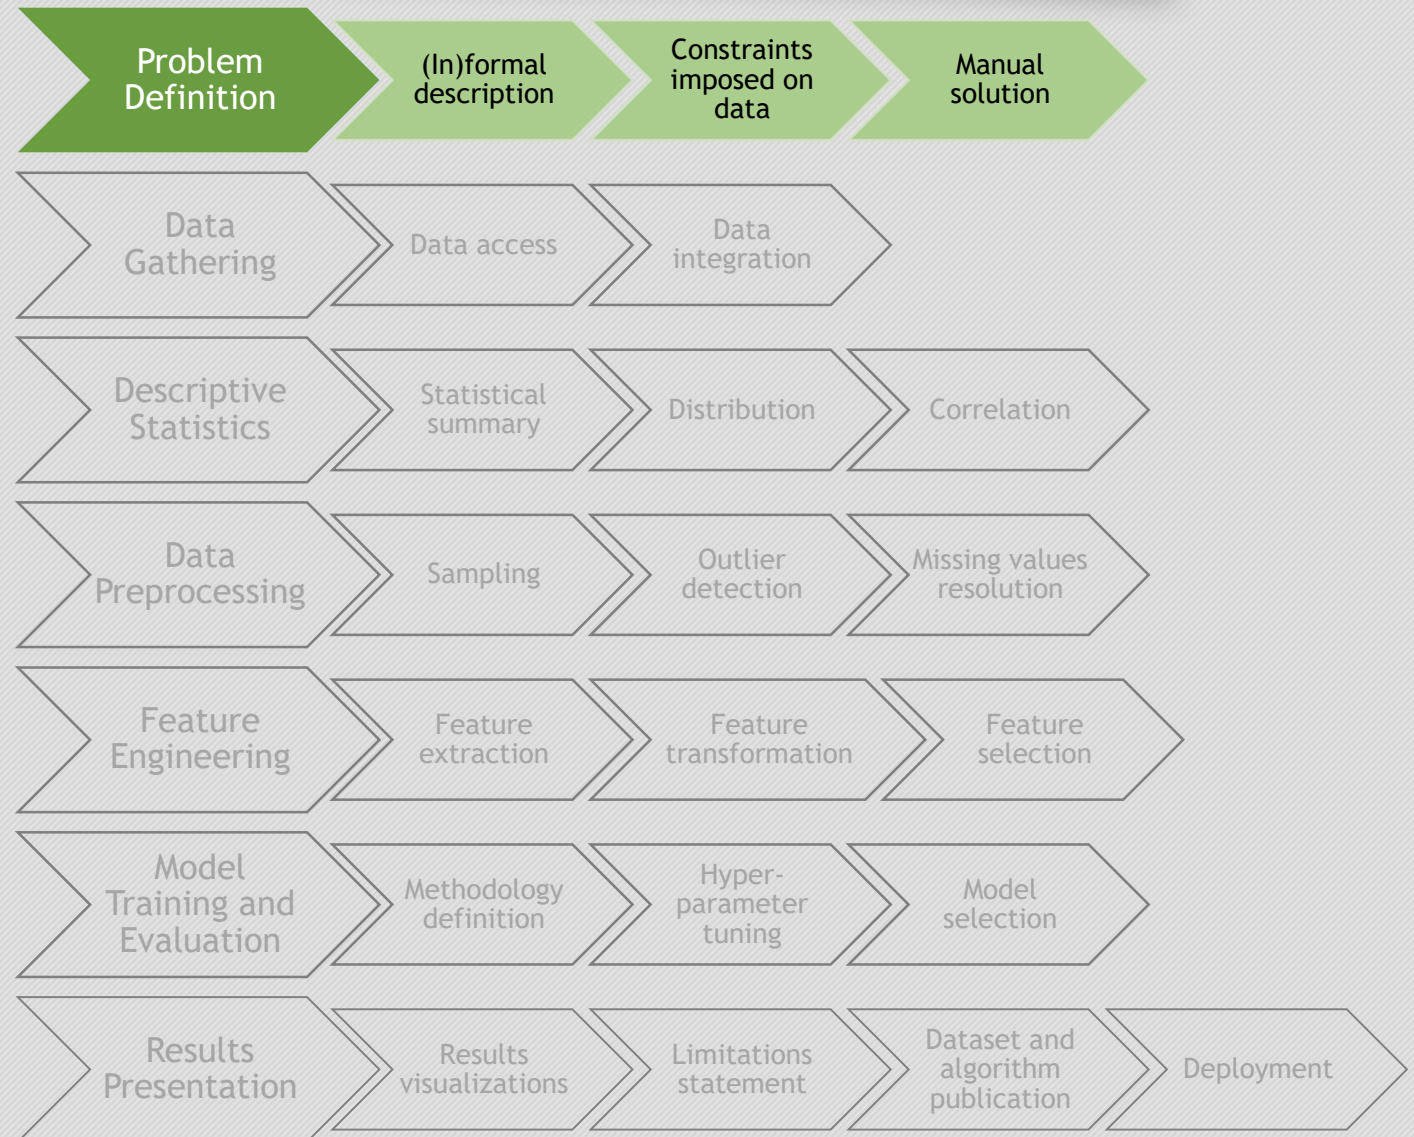 Problem
Definition
(In)formal
description
Constraints
imposed on
data
Manual
solution
Data
Gathering
Data access
Data
integration
Descriptive
Statistics
Statistical
summary
Distribution
Correlation
Data
Preprocessing
Sampling
Outlier
detection
Missing values
resolution
Feature
Engineering
Feature
extraction
Feature
transformation
Feature
selection
Model
Training and
Evaluation
Methodology
definition
Hyper-
parameter
tuning
Model
selection
Results
Presentation
Results
visualizations
Limitations
statement
Dataset and
algorithm
publication
Deployment